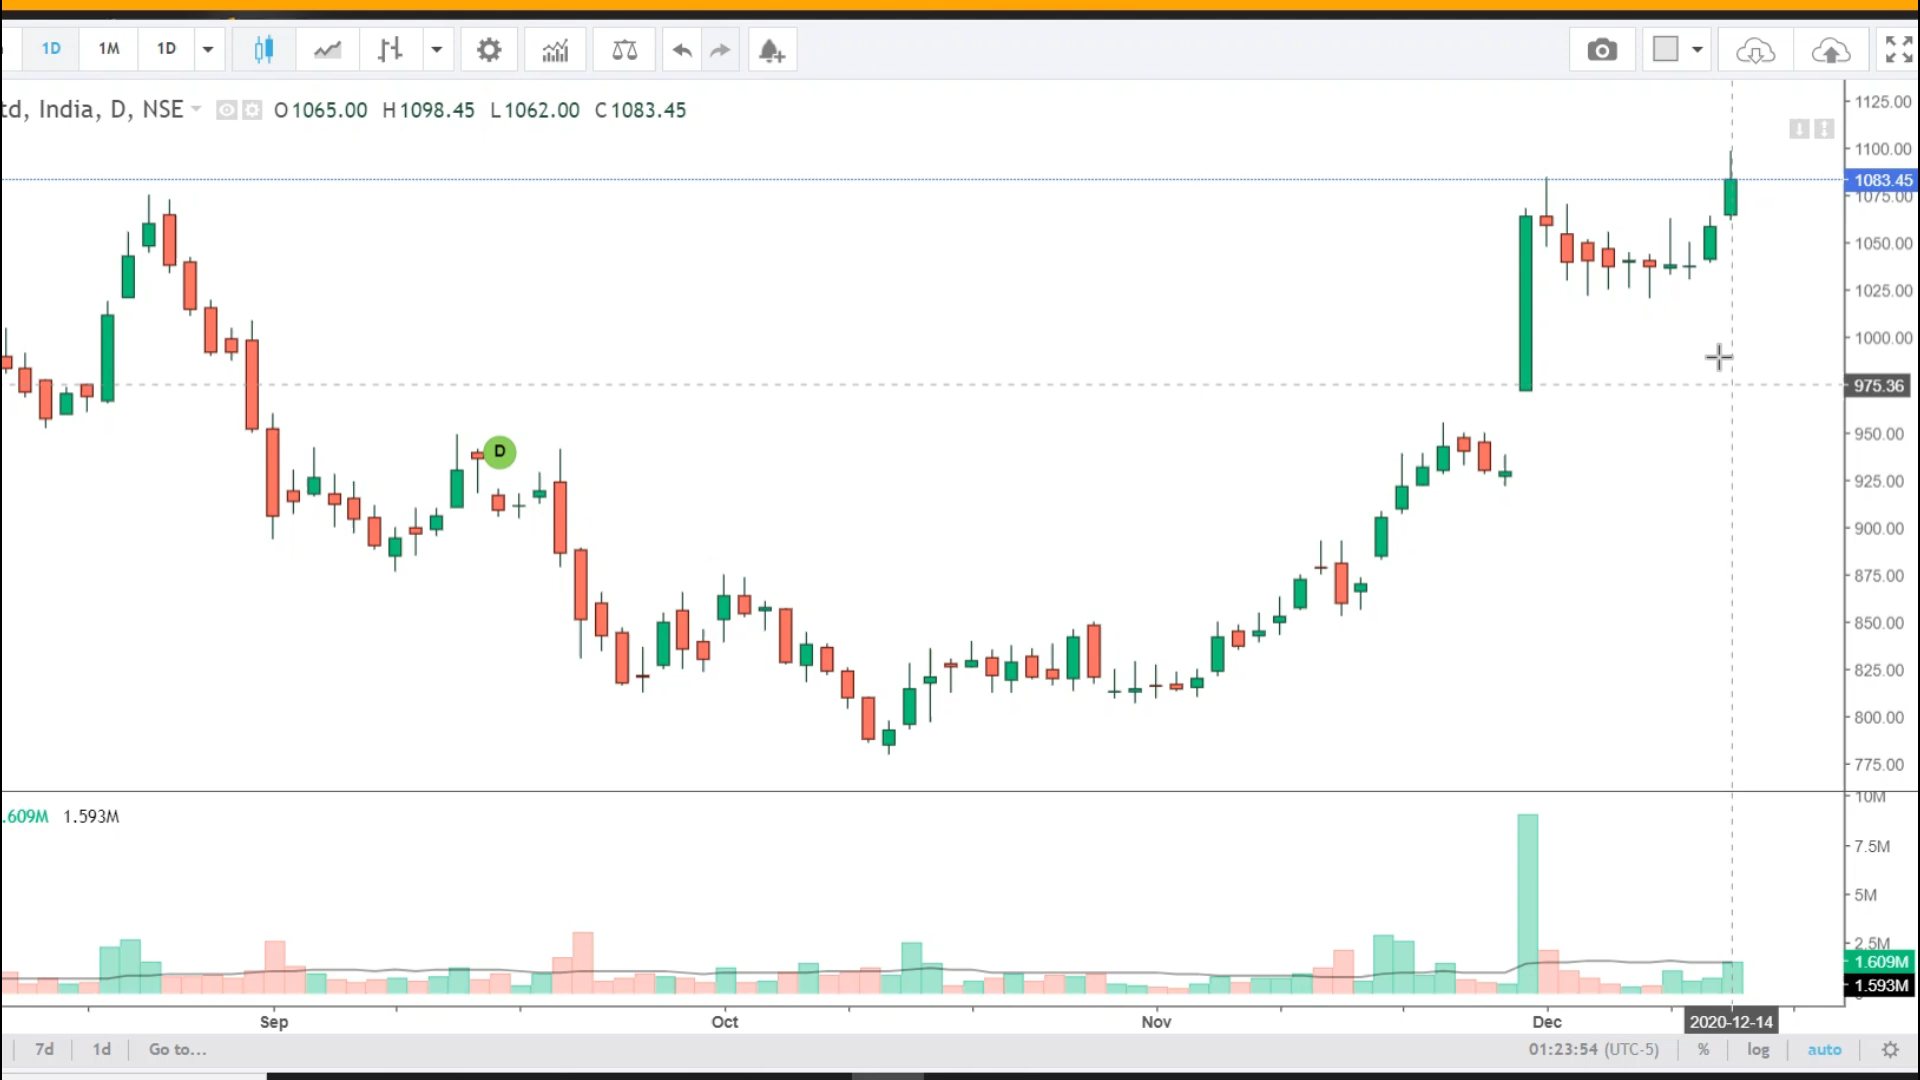 1D 1M 1D
td, India, D, NSE O1065.00 H1098.45 L1062.00 C1083.45
1125.00
1100.00
1083.45
1075.00
1050.00
1025.00
1000.00
975.36
950.00
D
925.00
900.00
875.00
850.00
825.00
800.00
775.00
10M
.609M 1.593M
7.5M
5M
2.5M
1.609M
1.593M
Sep Oct Nov Dec 2020-12-14
7d 1d Go to... 01:23:54 (UTC-5) % log auto